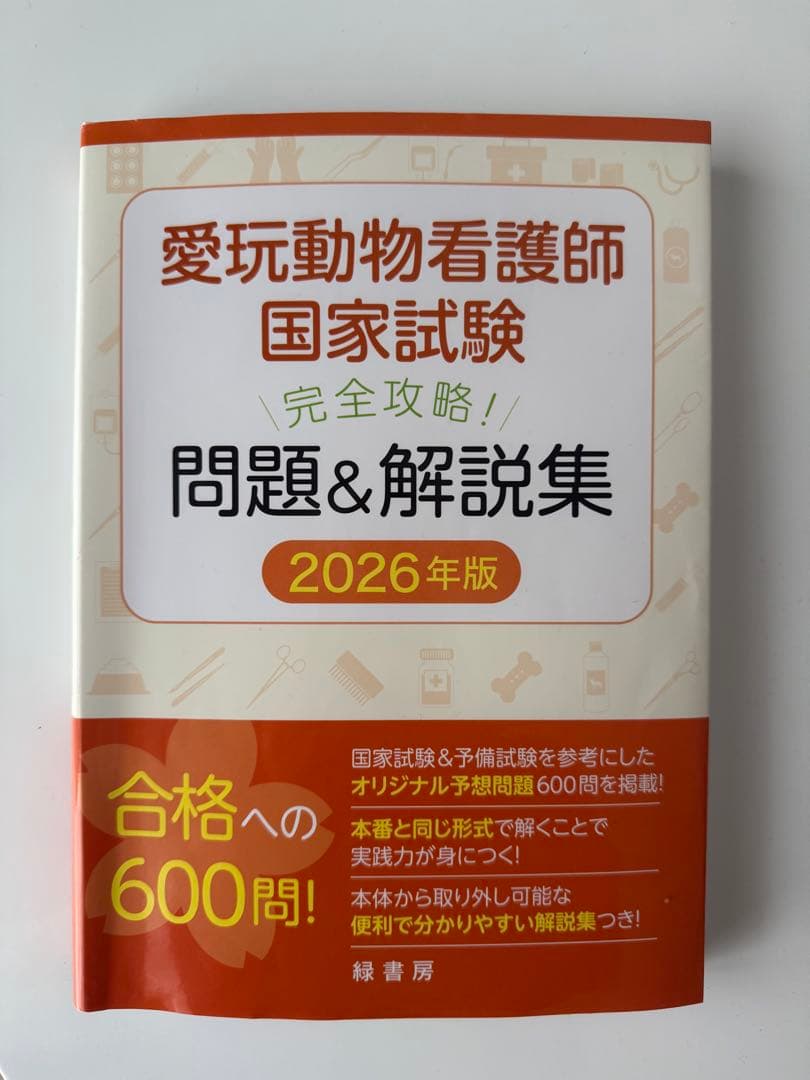 愛玩動物看護師
国家試験
\完全攻略!/
問題&解説集
2026年版
合格への
600問!
国家試験&予備試験を参考にした
オリジナル予想問題600問を掲載!
本番と同じ形式で解くことで
実践力が身につく!
本体から取り外し可能な
便利で分かりやすい解説集つき!
緑書房